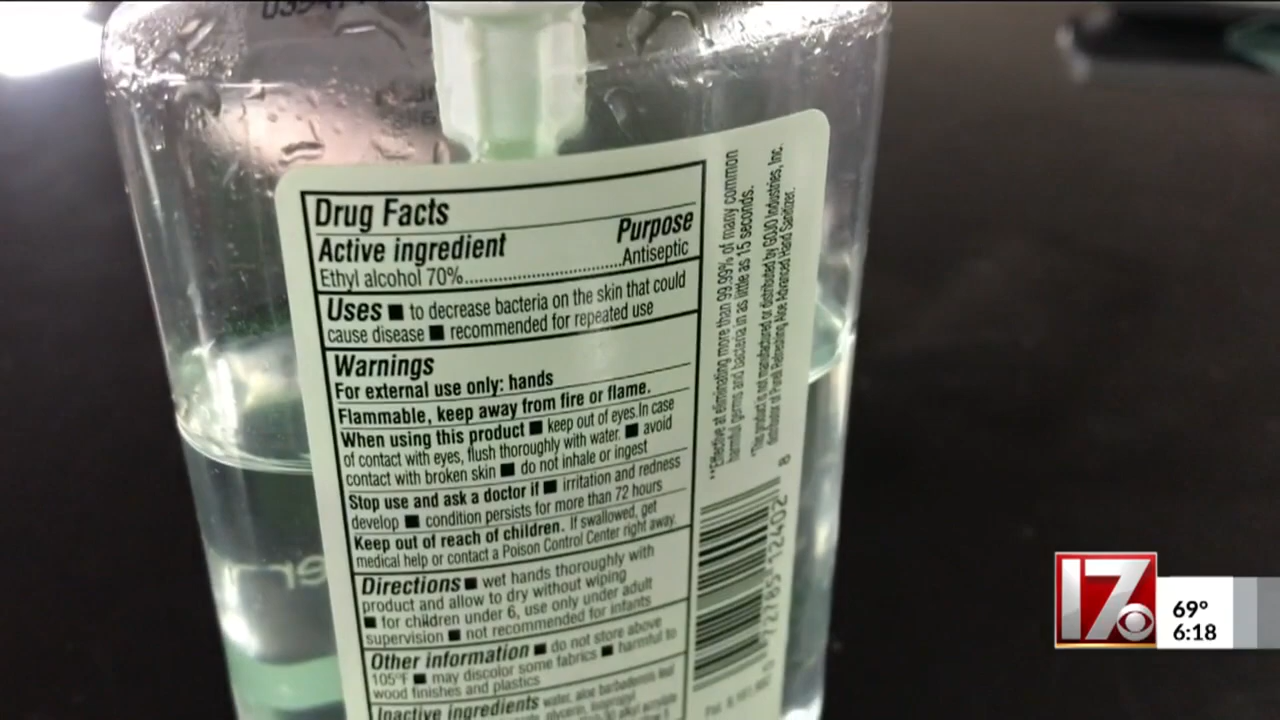 Drug Facts
Active ingredient Purpose
Ethyl alcohol 70%..............................Antiseptic
Uses ■ to decrease bacteria on the skin that could
cause disease ■ recommended for repeated use
Warnings
For external use only: hands
Flammable, keep away from fire or flame.
When using this product ■ keep out of eyes.In case
of contact with eyes, flush thoroughly with water. ■ avoid
contact with broken skin ■ do not inhale or ingest
Stop use and ask a doctor if ■ irritation and redness
develop ■ condition persists for more than 72 hours
Keep out of reach of children. If swallowed, get
medical help or contact a Poison Control Center right away.
Directions ■ wet hands thoroughly with
product and allow to dry without wiping
■ for children under 6, use only under adult
supervision ■ not recommended for infants
Other information ■ do not store above
105°F ■ may discolor some fabrics ■ harmful to
wood finishes and plastics
Inactive ingredients water, aloe barbadensis leaf
glycerin, isopropyl
**Effective at eliminating more than 99.99% of many common
harmful germs and bacteria in as little as 15 seconds.
*This product is not manufactured or distributed by GOJO Industries, Inc.
distributor of Purell Refreshing Aloe Advanced Hand Sanitizer.
17
69°
6:18